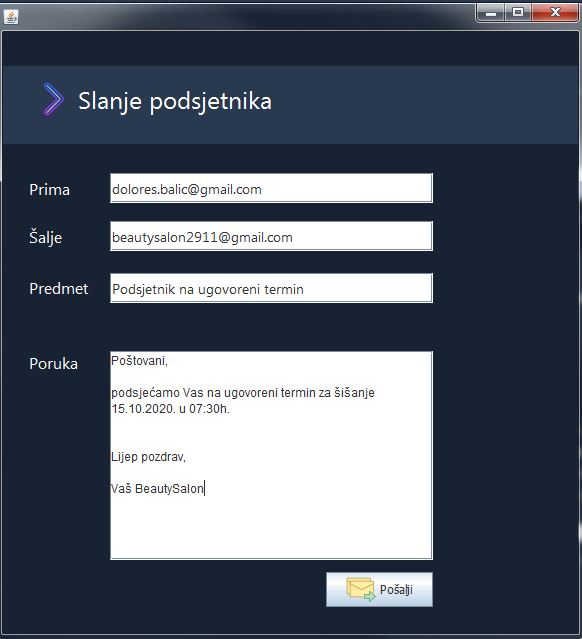 Slanje podsjetnika
Prima
dolores.balic@gmail.com
Šalje
beautysalon2911@gmail.com
Predmet
Podsjetnik na ugovoreni termin
Poruka
Poštovani,
podsjećamo Vas na ugovoreni termin za šišanje
15.10.2020. u 07:30h.
Lijep pozdrav,
Vaš BeautySalon
Pošalji